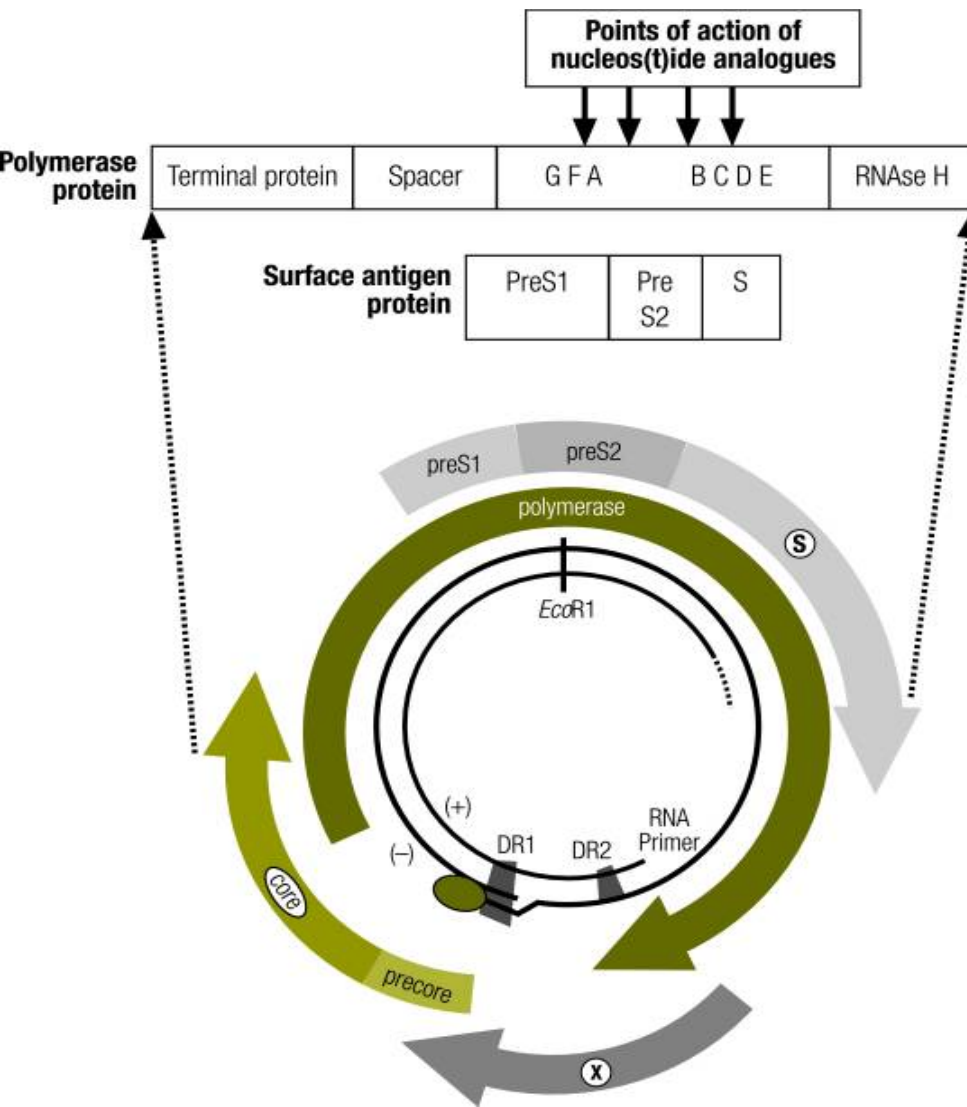 Points of action of
nucleos(t)ide analogues
Polymerase
protein
Terminal protein
Spacer
G F A
B C D E
RNAse H
Surface antigen
protein
PreS1
Pre
S2
S
preS1
preS2
polymerase
S
EcoR1
(+)
(–)
DR1
DR2
RNA
Primer
core
precore
X